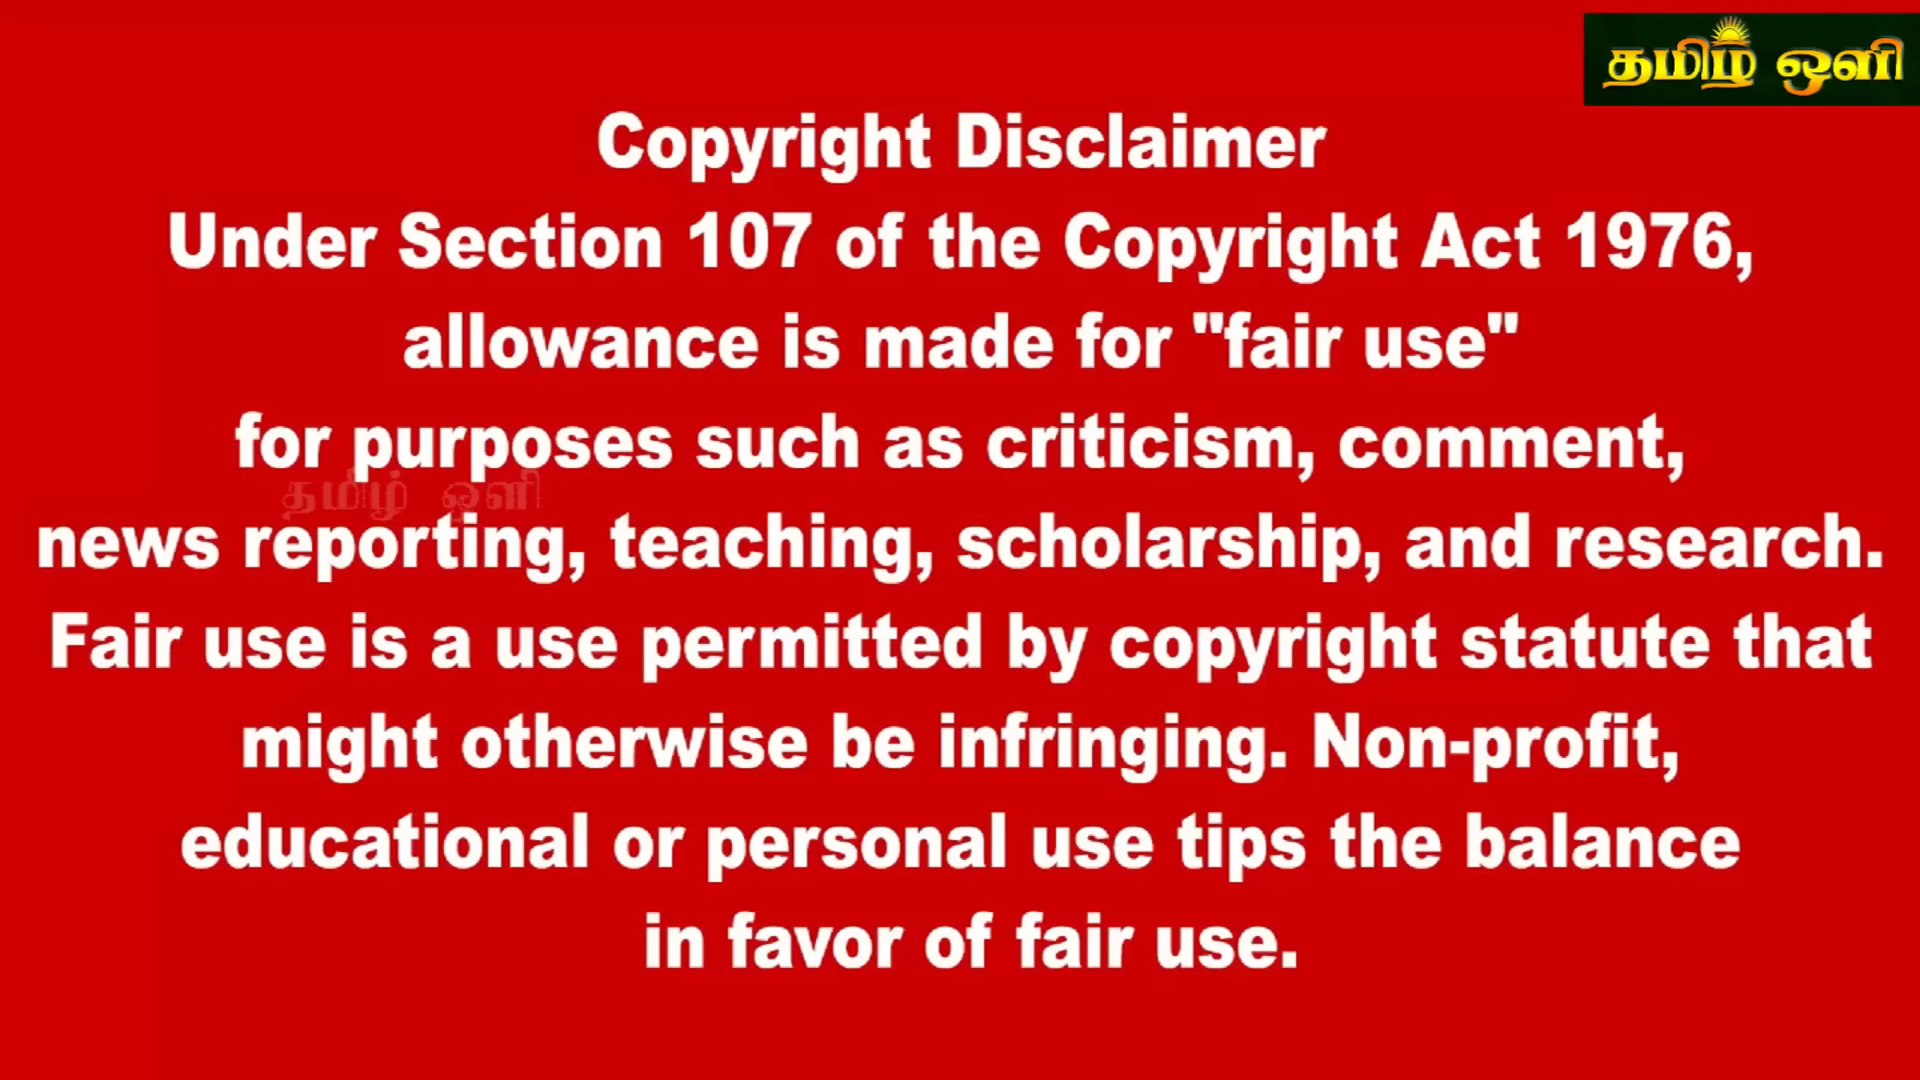 தமிழ் ஒளி
Copyright Disclaimer
Under Section 107 of the Copyright Act 1976,
allowance is made for "fair use"
for purposes such as criticism, comment,
தமிழ் ஒளி
news reporting, teaching, scholarship, and research.
Fair use is a use permitted by copyright statute that
might otherwise be infringing. Non-profit,
educational or personal use tips the balance
in favor of fair use.